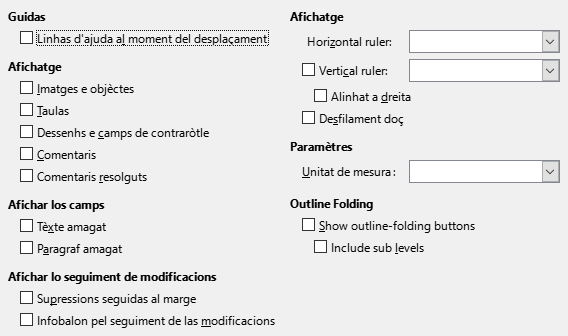 Guidas
Linhas d'ajuda al moment del desplaçament
Afichatge
Imatges e objèctes
Taulas
Dessenhs e camps de contraròtle
Comentaris
Comentaris resolguts
Afichar los camps
Tèxte amagat
Paragraf amagat
Afichar lo seguiment de modificacions
Supressions seguidas al marge
Infobalon pel seguiment de las modificacions
Afichatge
Horizontal ruler:
Vertical ruler:
Alinhat a dreita
Desfilament doç
Paramètres
Unitat de mesura :
Outline Folding
Show outline-folding buttons
Include sub levels